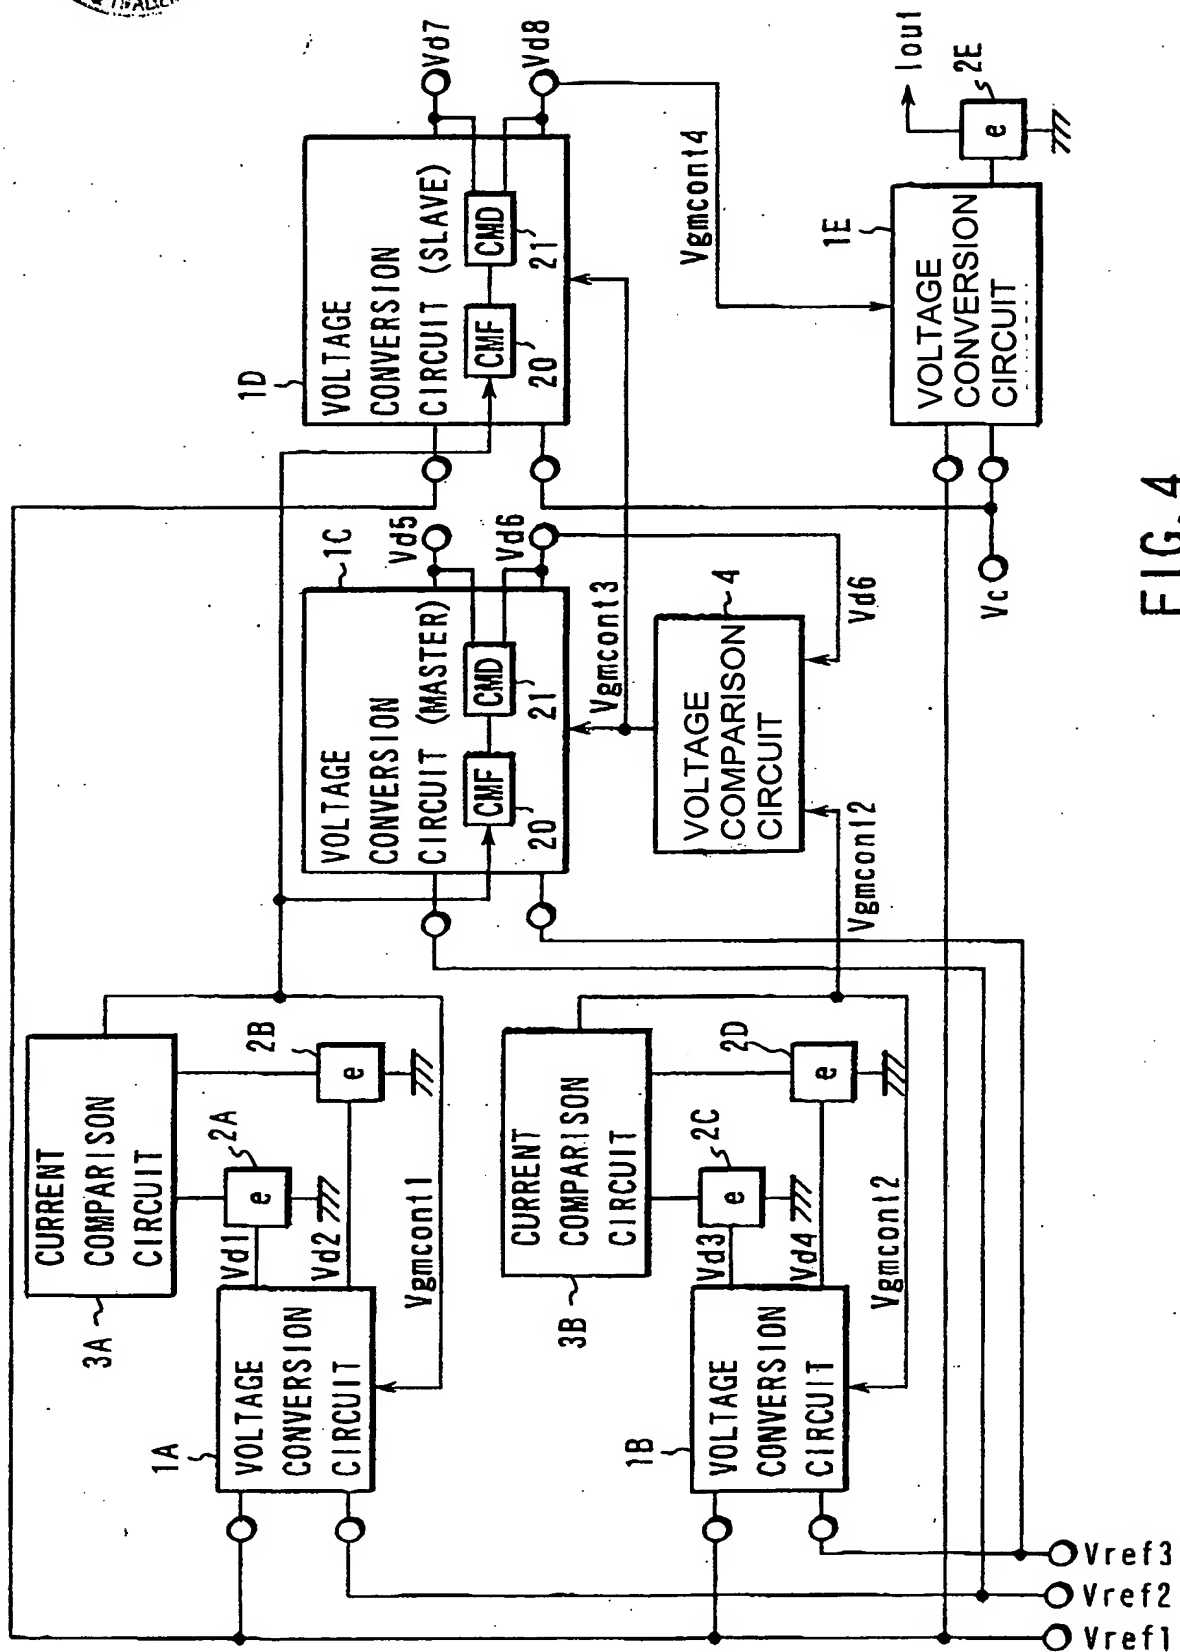 1A
VOLTAGE
CONVERSION
CIRCUIT
3A
CURRENT
COMPARISON
CIRCUIT
Vd1
Vd2
e
2A
e
2B
Vgmcont1
1B
VOLTAGE
CONVERSION
CIRCUIT
3B
CURRENT
COMPARISON
CIRCUIT
Vd3
Vd4
e
2C
e
2D
Vgmcont2
Vref3
Vref2
Vref1
VOLTAGE
CONVERSION
CIRCUIT (MASTER)
CMF
20
CMD
21
1C
Vd5
Vd6
Vgmcont3
VOLTAGE
COMPARISON
CIRCUIT
4
Vgmcont2
Vd6
1D
VOLTAGE
CONVERSION
CIRCUIT (SLAVE)
CMF
20
CMD
21
Vd7
Vd8
Vgmcont4
1E
VOLTAGE
CONVERSION
CIRCUIT
Vc
e
2E
Iout
FIG. 4